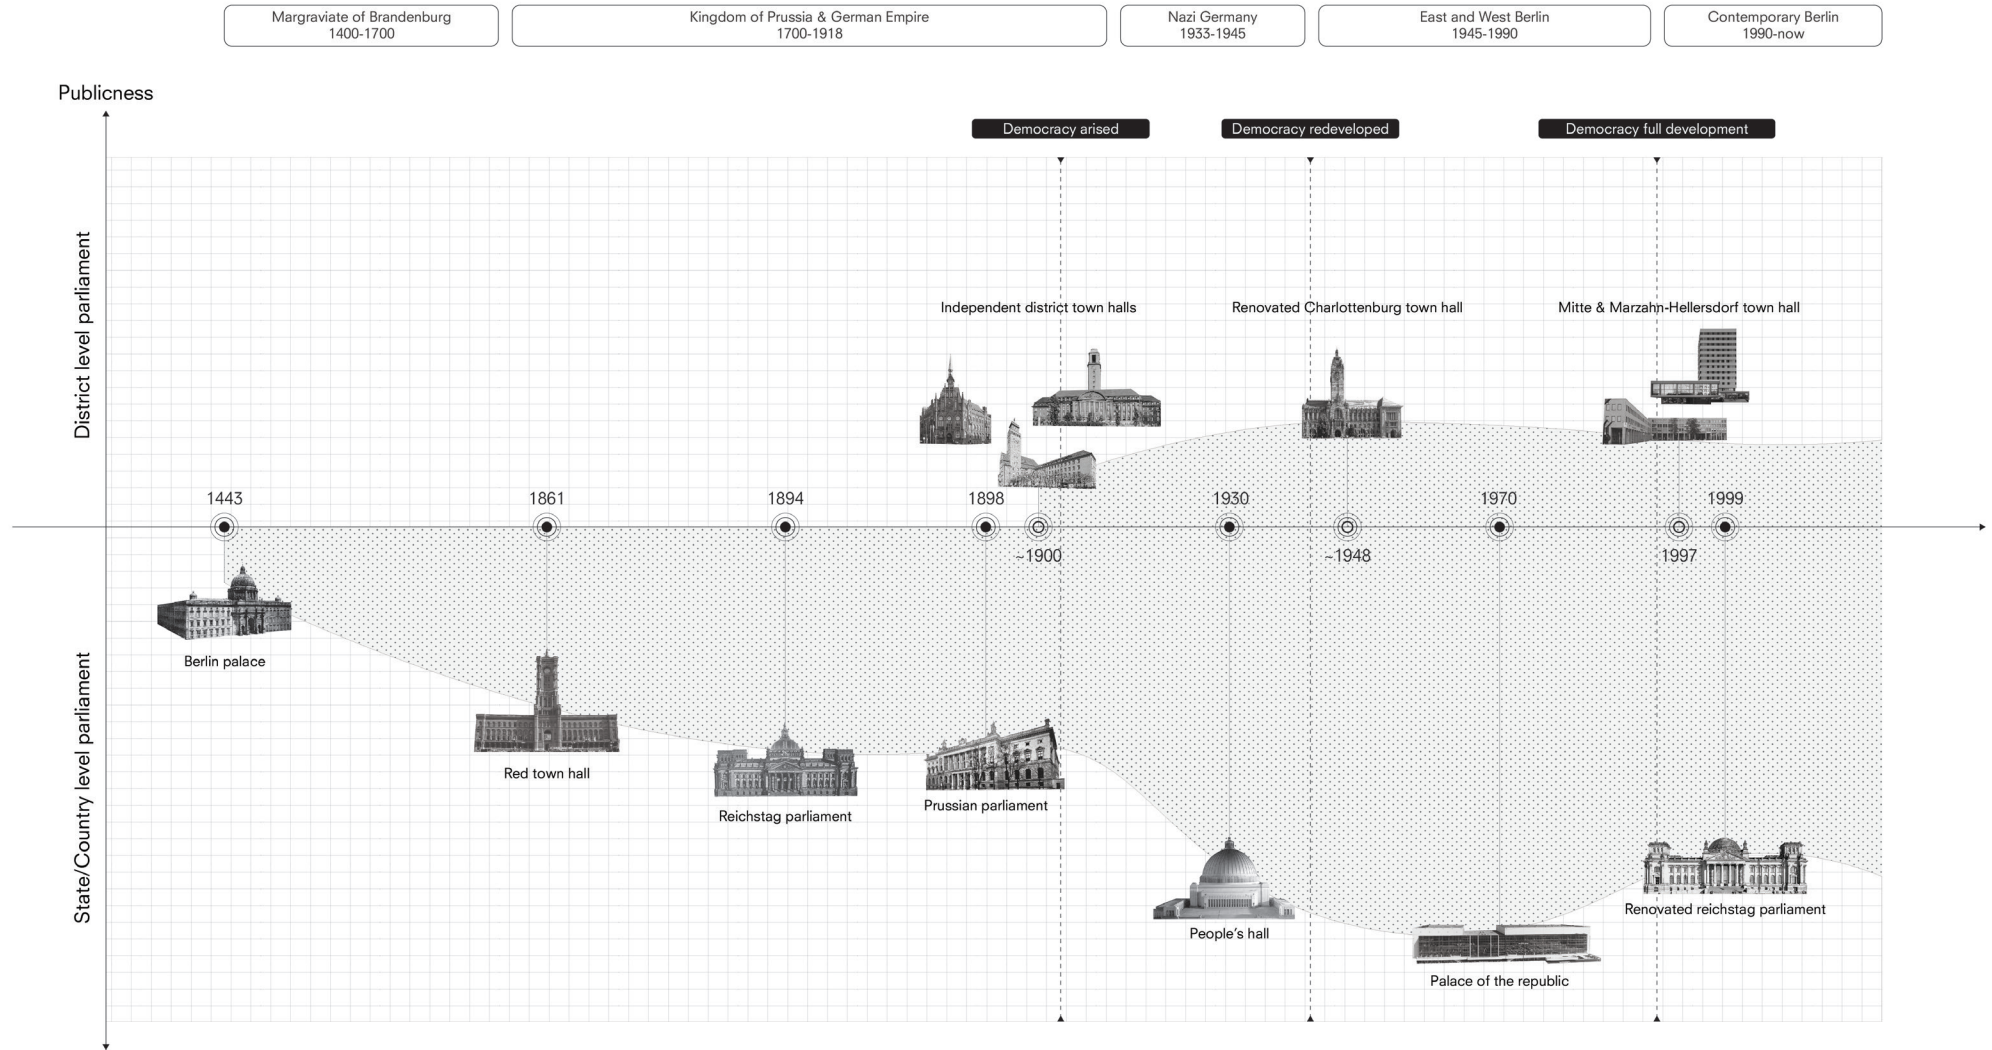 Margraviate of Brandenburg
1400-1700
Kingdom of Prussia & German Empire
1700-1918
Nazi Germany
1933-1945
East and West Berlin
1945-1990
Contemporary Berlin
1990-now
Publicness
Democracy arised
Democracy redeveloped
Democracy full development
District level parliament
Independent district town halls
Renovated Charlottenburg town hall
Mitte & Marzahn-Hellersdorf town hall
1443
1861
1894
1898
1930
1970
1999
~1900
~1948
1997
State/Country level parliament
Berlin palace
Red town hall
Reichstag parliament
Prussian parliament
People's hall
Renovated reichstag parliament
Palace of the republic